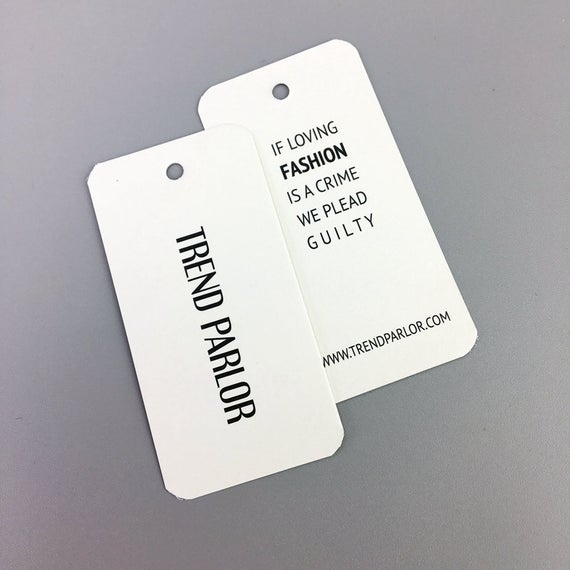 TREND PARLOR
IF LOVING
FASHION
IS A CRIME
WE PLEAD
GUILTY
WWW.TRENDPARLOR.COM